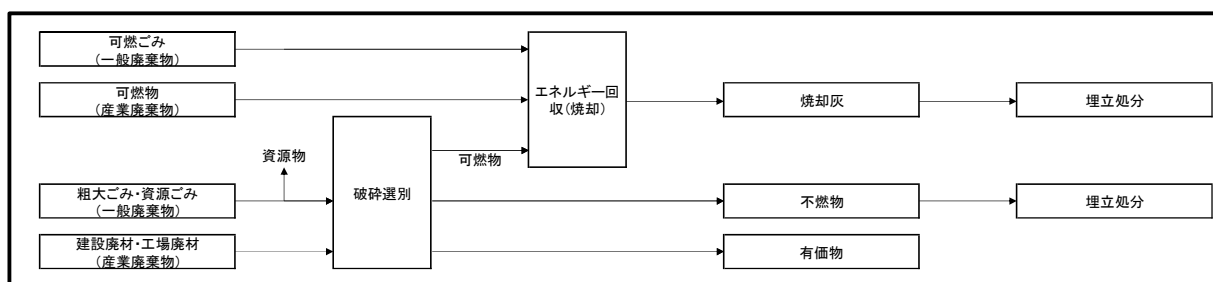 可燃ごみ
(一般廃棄物)
可燃物
(産業廃棄物)
エネルギー回
収(焼却)
焼却灰
埋立処分
資源物
可燃物
粗大ごみ・資源ごみ
(一般廃棄物)
破砕選別
不燃物
埋立処分
建設廃材・工場廃材
(産業廃棄物)
有価物